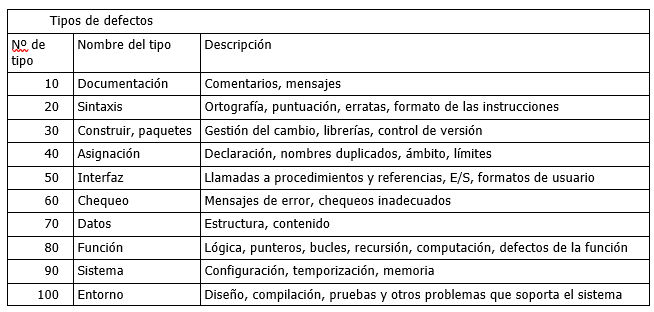 Tipos de defectos
Nº de tipo Nombre del tipo Descripción
10 Documentación Comentarios, mensajes
20 Sintaxis Ortografía, puntuación, erratas, formato de las instrucciones
30 Construir, paquetes Gestión del cambio, librerías, control de versión
40 Asignación Declaración, nombres duplicados, ámbito, límites
50 Interfaz Llamadas a procedimientos y referencias, E/S, formatos de usuario
60 Chequeo Mensajes de error, chequeos inadecuados
70 Datos Estructura, contenido
80 Función Lógica, punteros, bucles, recursión, computación, defectos de la función
90 Sistema Configuración, temporización, memoria
100 Entorno Diseño, compilación, pruebas y otros problemas que soporta el sistema